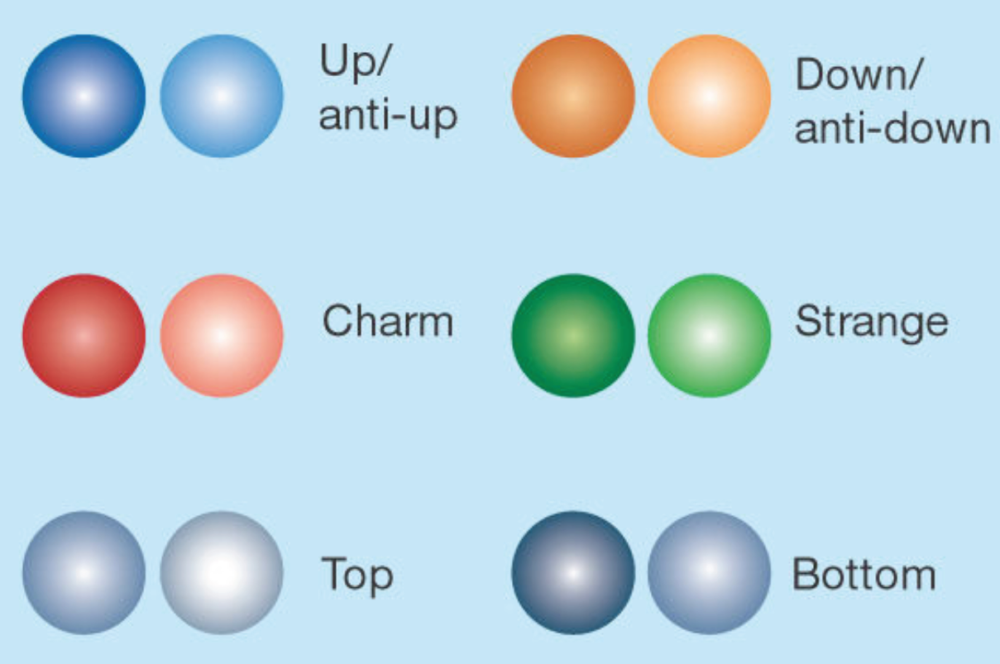 Up/
anti-up
Down/
anti-down
Charm
Strange
Top
Bottom